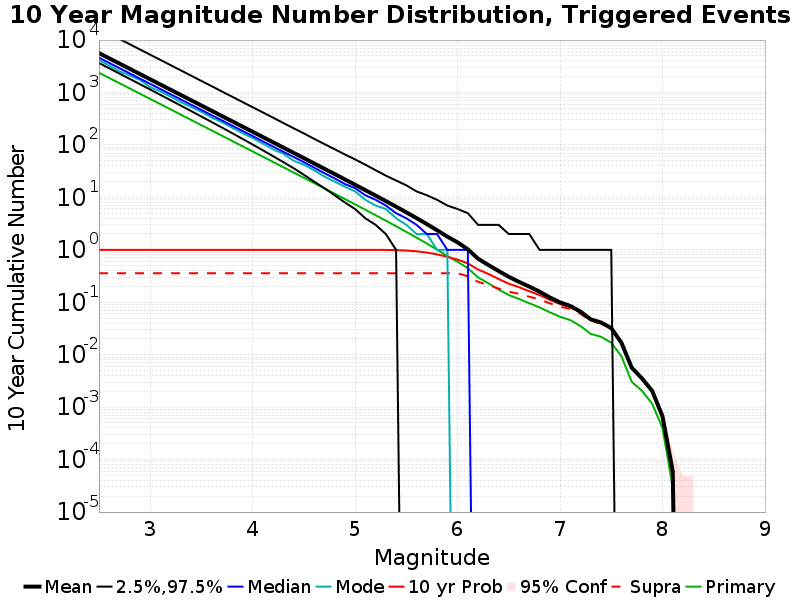 10 Year Magnitude Number Distribution, Triggered Events
10 Year Cumulative Number
10^4
10^3
10^2
10^1
10^0
10^-1
10^-2
10^-3
10^-4
10^-5
3 4 5 6 7 8 9
Magnitude
Mean 2.5%,97.5% Median Mode 10 yr Prob 95% Conf Supra Primary